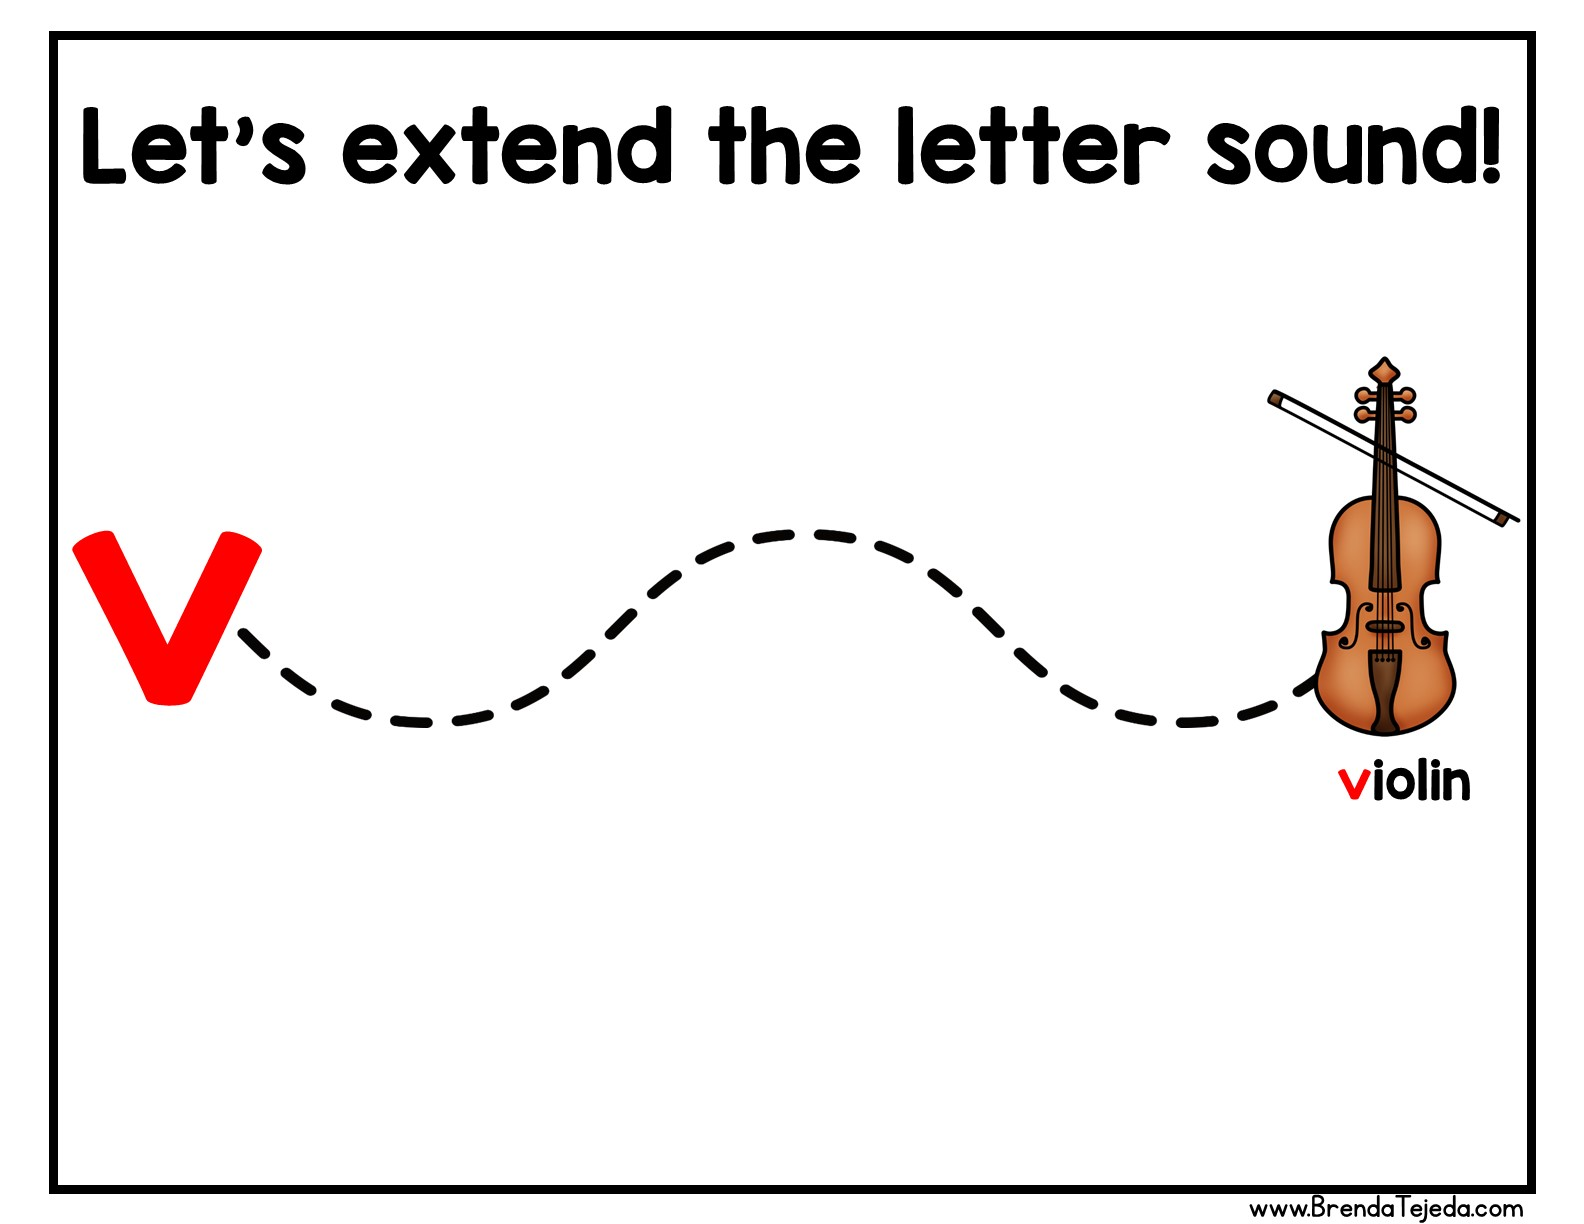 Let's extend the letter sound!
v
violin
www.BrendaTejeda.com